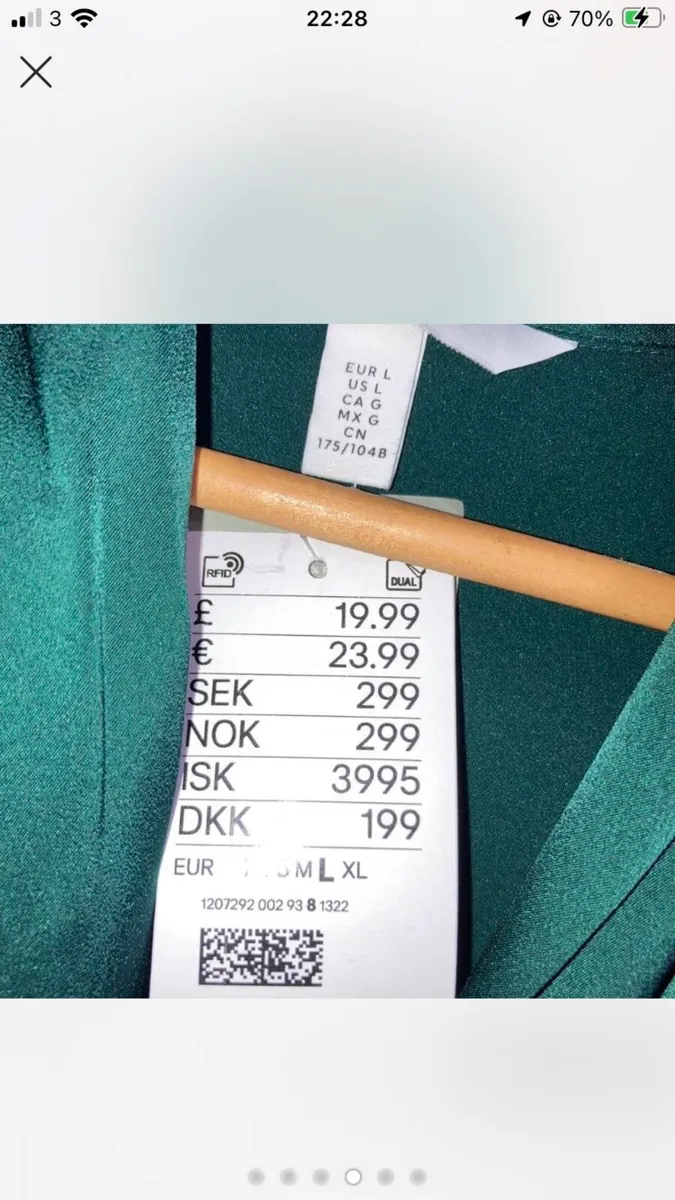 3 22:28 70%
EUR L
US L
CA G
MX G
CN
175/104B
RFID DUAL
£ 19.99
€ 23.99
SEK 299
NOK 299
ISK 3995
DKK 199
EUR M L XL
1207292 002 93 8 1322